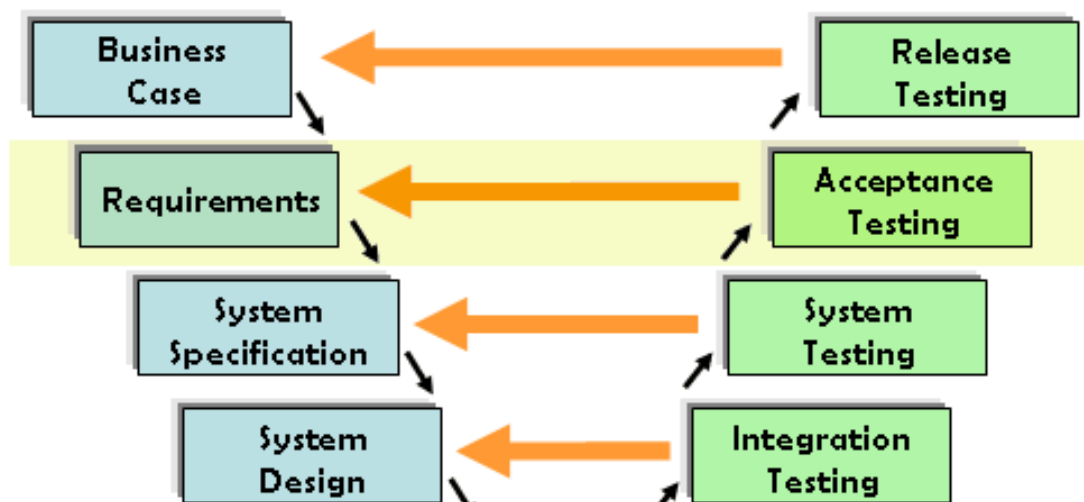 Business
Case
Release
Testing
Requirements
Acceptance
Testing
System
Specification
System
Testing
System
Design
Integration
Testing